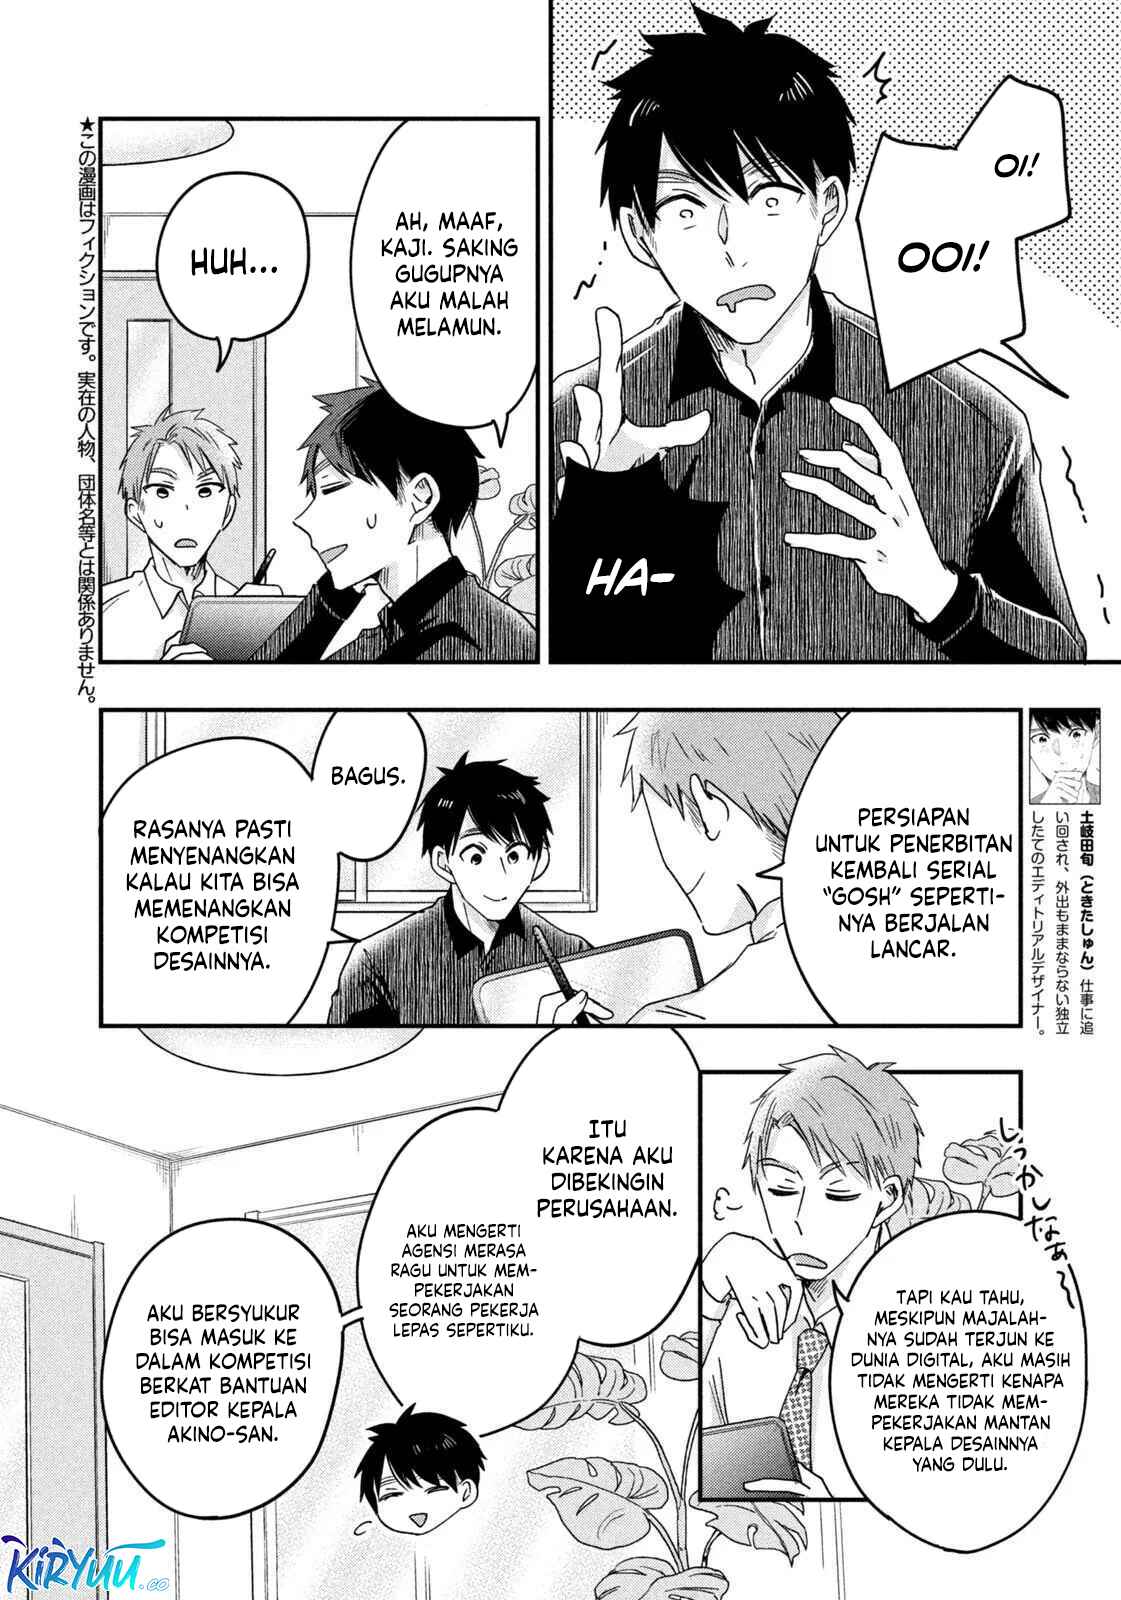 OI!
OOI!
HA-
AH, MAAF,
KAJI. SAKING
GUGUPNYA
AKU MALAH
MELAMUN.
HUH...
★この漫画はフィクションです。実在の人物、団体名等とは関係ありません。
土岐田旬（ときたしゅん）仕事に追
い回され、外出もままならない独立
したてのエディトリアルデザイナー。
PERSIAPAN
UNTUK PENERBITAN
KEMBALI SERIAL
“GOSH” SEPERTI-
NYA BERJALAN
LANCAR.
BAGUS.
RASANYA PASTI
MENYENANGKAN
KALAU KITA BISA
MEMENANGKAN
KOMPETISI
DESAINNYA.
しっかしなぁ〜
TAPI KAU TAHU,
MESKIPUN MAJALAH-
NYA SUDAH TERJUN KE
DUNIA DIGITAL, AKU MASIH
TIDAK MENGERTI KENAPA
MEREKA TIDAK MEM-
PEKERJAKAN MANTAN
KEPALA DESAINNYA
YANG DULU.
ITU
KARENA AKU
DIBEKINGIN
PERUSAHAAN.
AKU MENGERTI
AGENSI MERASA
RAGU UNTUK MEM-
PEKERJAKAN
SEORANG PEKERJA
LEPAS SEPERTIKU.
AKU BERSYUKUR
BISA MASUK KE
DALAM KOMPETISI
BERKAT BANTUAN
EDITOR KEPALA
AKINO-SAN.
KIRYUU.CO